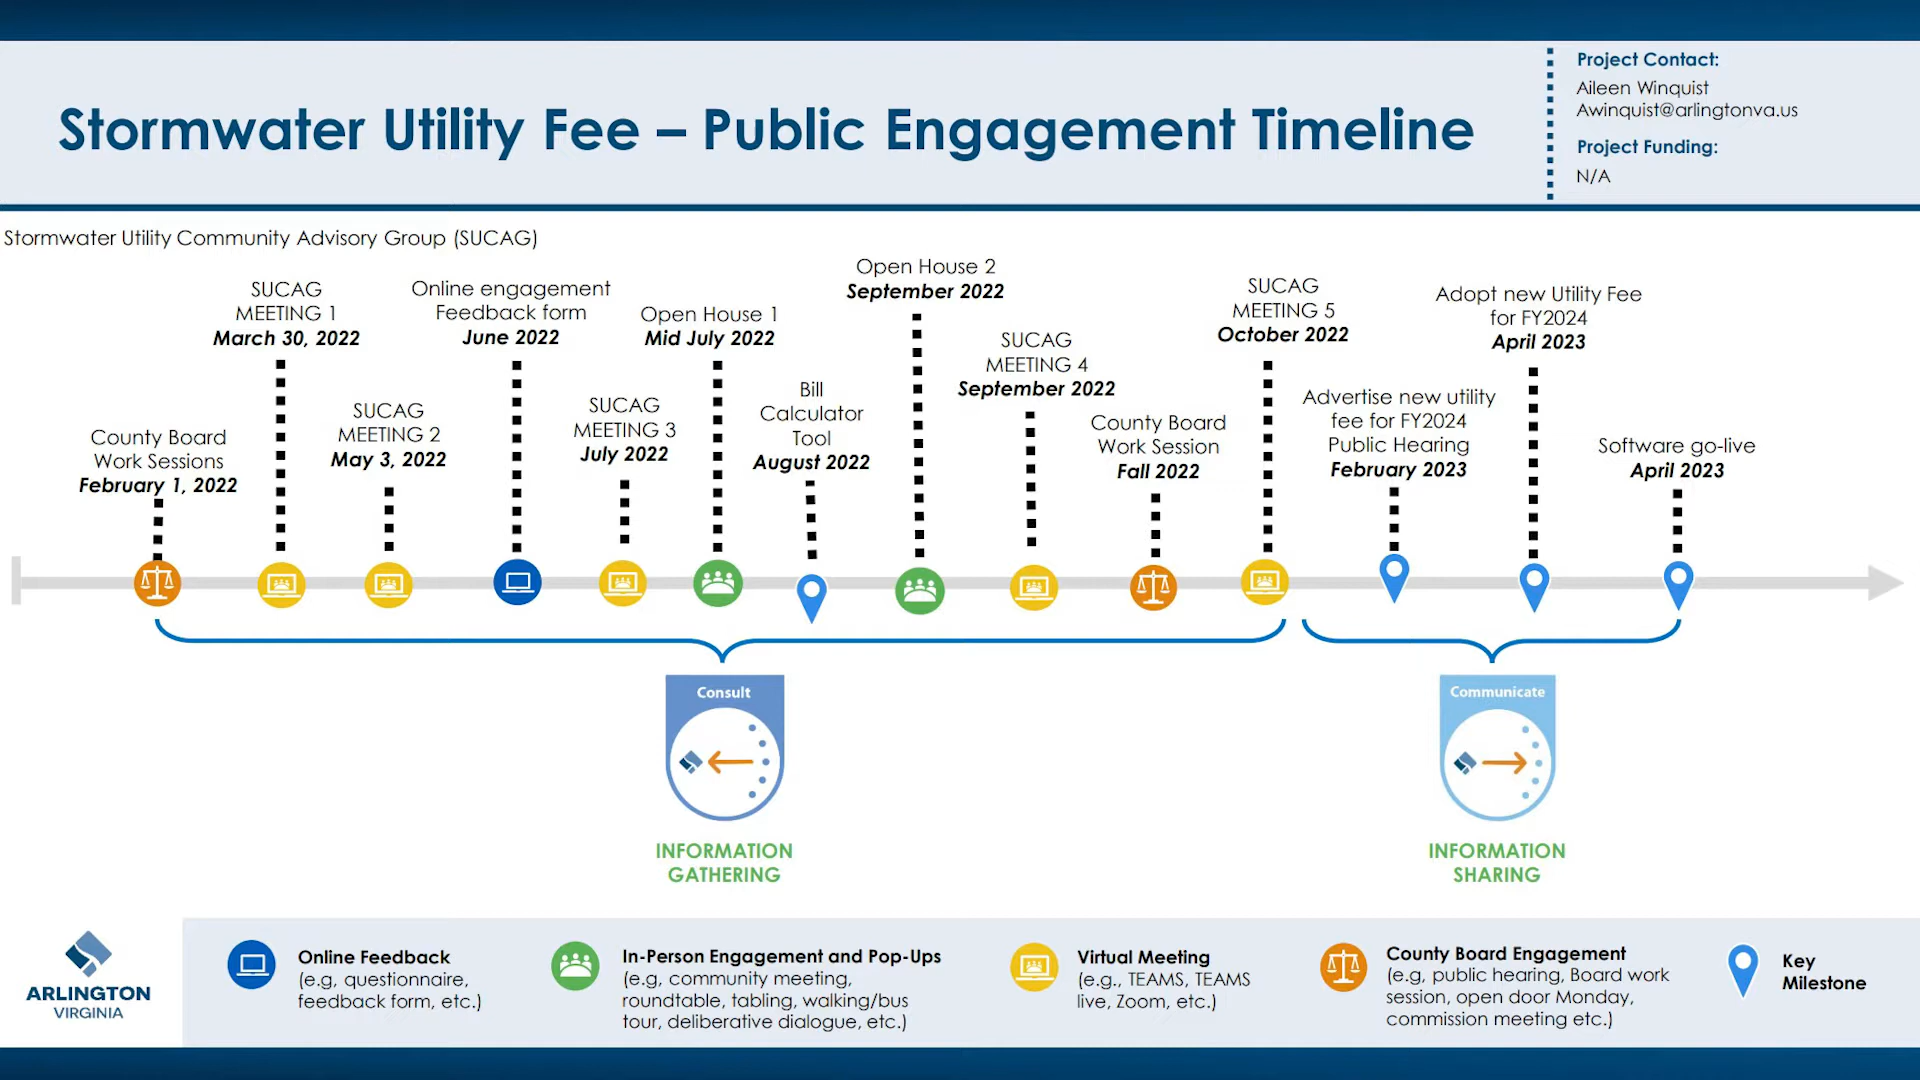 Stormwater Utility Fee – Public Engagement Timeline
Project Contact:
Aileen Winquist
Awinquist@arlingtonva.us
Project Funding:
N/A
Stormwater Utility Community Advisory Group (SUCAG)
County Board
Work Sessions
February 1, 2022
SUCAG
MEETING 1
March 30, 2022
SUCAG
MEETING 2
May 3, 2022
Online engagement
Feedback form
June 2022
SUCAG
MEETING 3
July 2022
Open House 1
Mid July 2022
Bill
Calculator
Tool
August 2022
Open House 2
September 2022
SUCAG
MEETING 4
September 2022
County Board
Work Session
Fall 2022
SUCAG
MEETING 5
October 2022
Advertise new utility
fee for FY2024
Public Hearing
February 2023
Adopt new Utility Fee
for FY2024
April 2023
Software go-live
April 2023
Consult
INFORMATION
GATHERING
Communicate
INFORMATION
SHARING
ARLINGTON
VIRGINIA
Online Feedback
(e.g, questionnaire,
feedback form, etc.)
In-Person Engagement and Pop-Ups
(e.g, community meeting,
roundtable, tabling, walking/bus
tour, deliberative dialogue, etc.)
Virtual Meeting
(e.g., TEAMS, TEAMS
live, Zoom, etc.)
County Board Engagement
(e.g, public hearing, Board work
session, open door Monday,
commission meeting etc.)
Key
Milestone